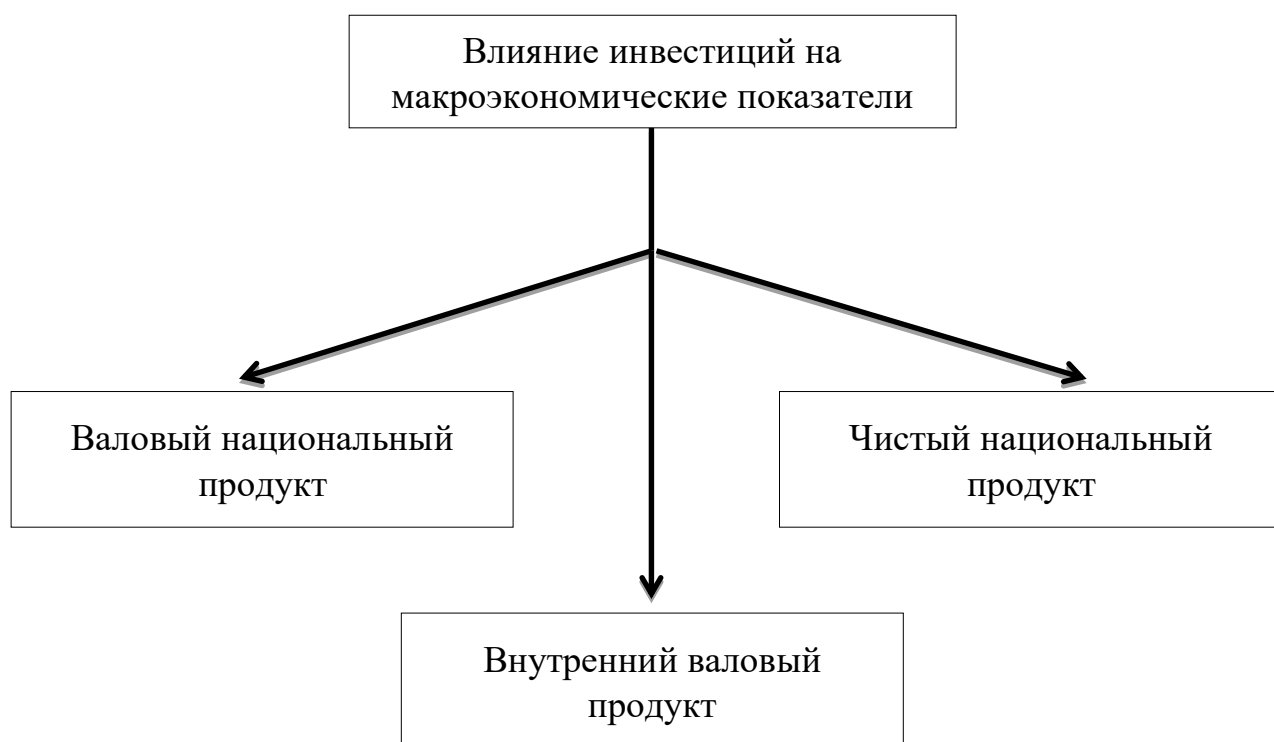 Влияние инвестиций на
макроэкономические показатели
Валовый национальный
продукт
Чистый национальный
продукт
Внутренний валовый
продукт